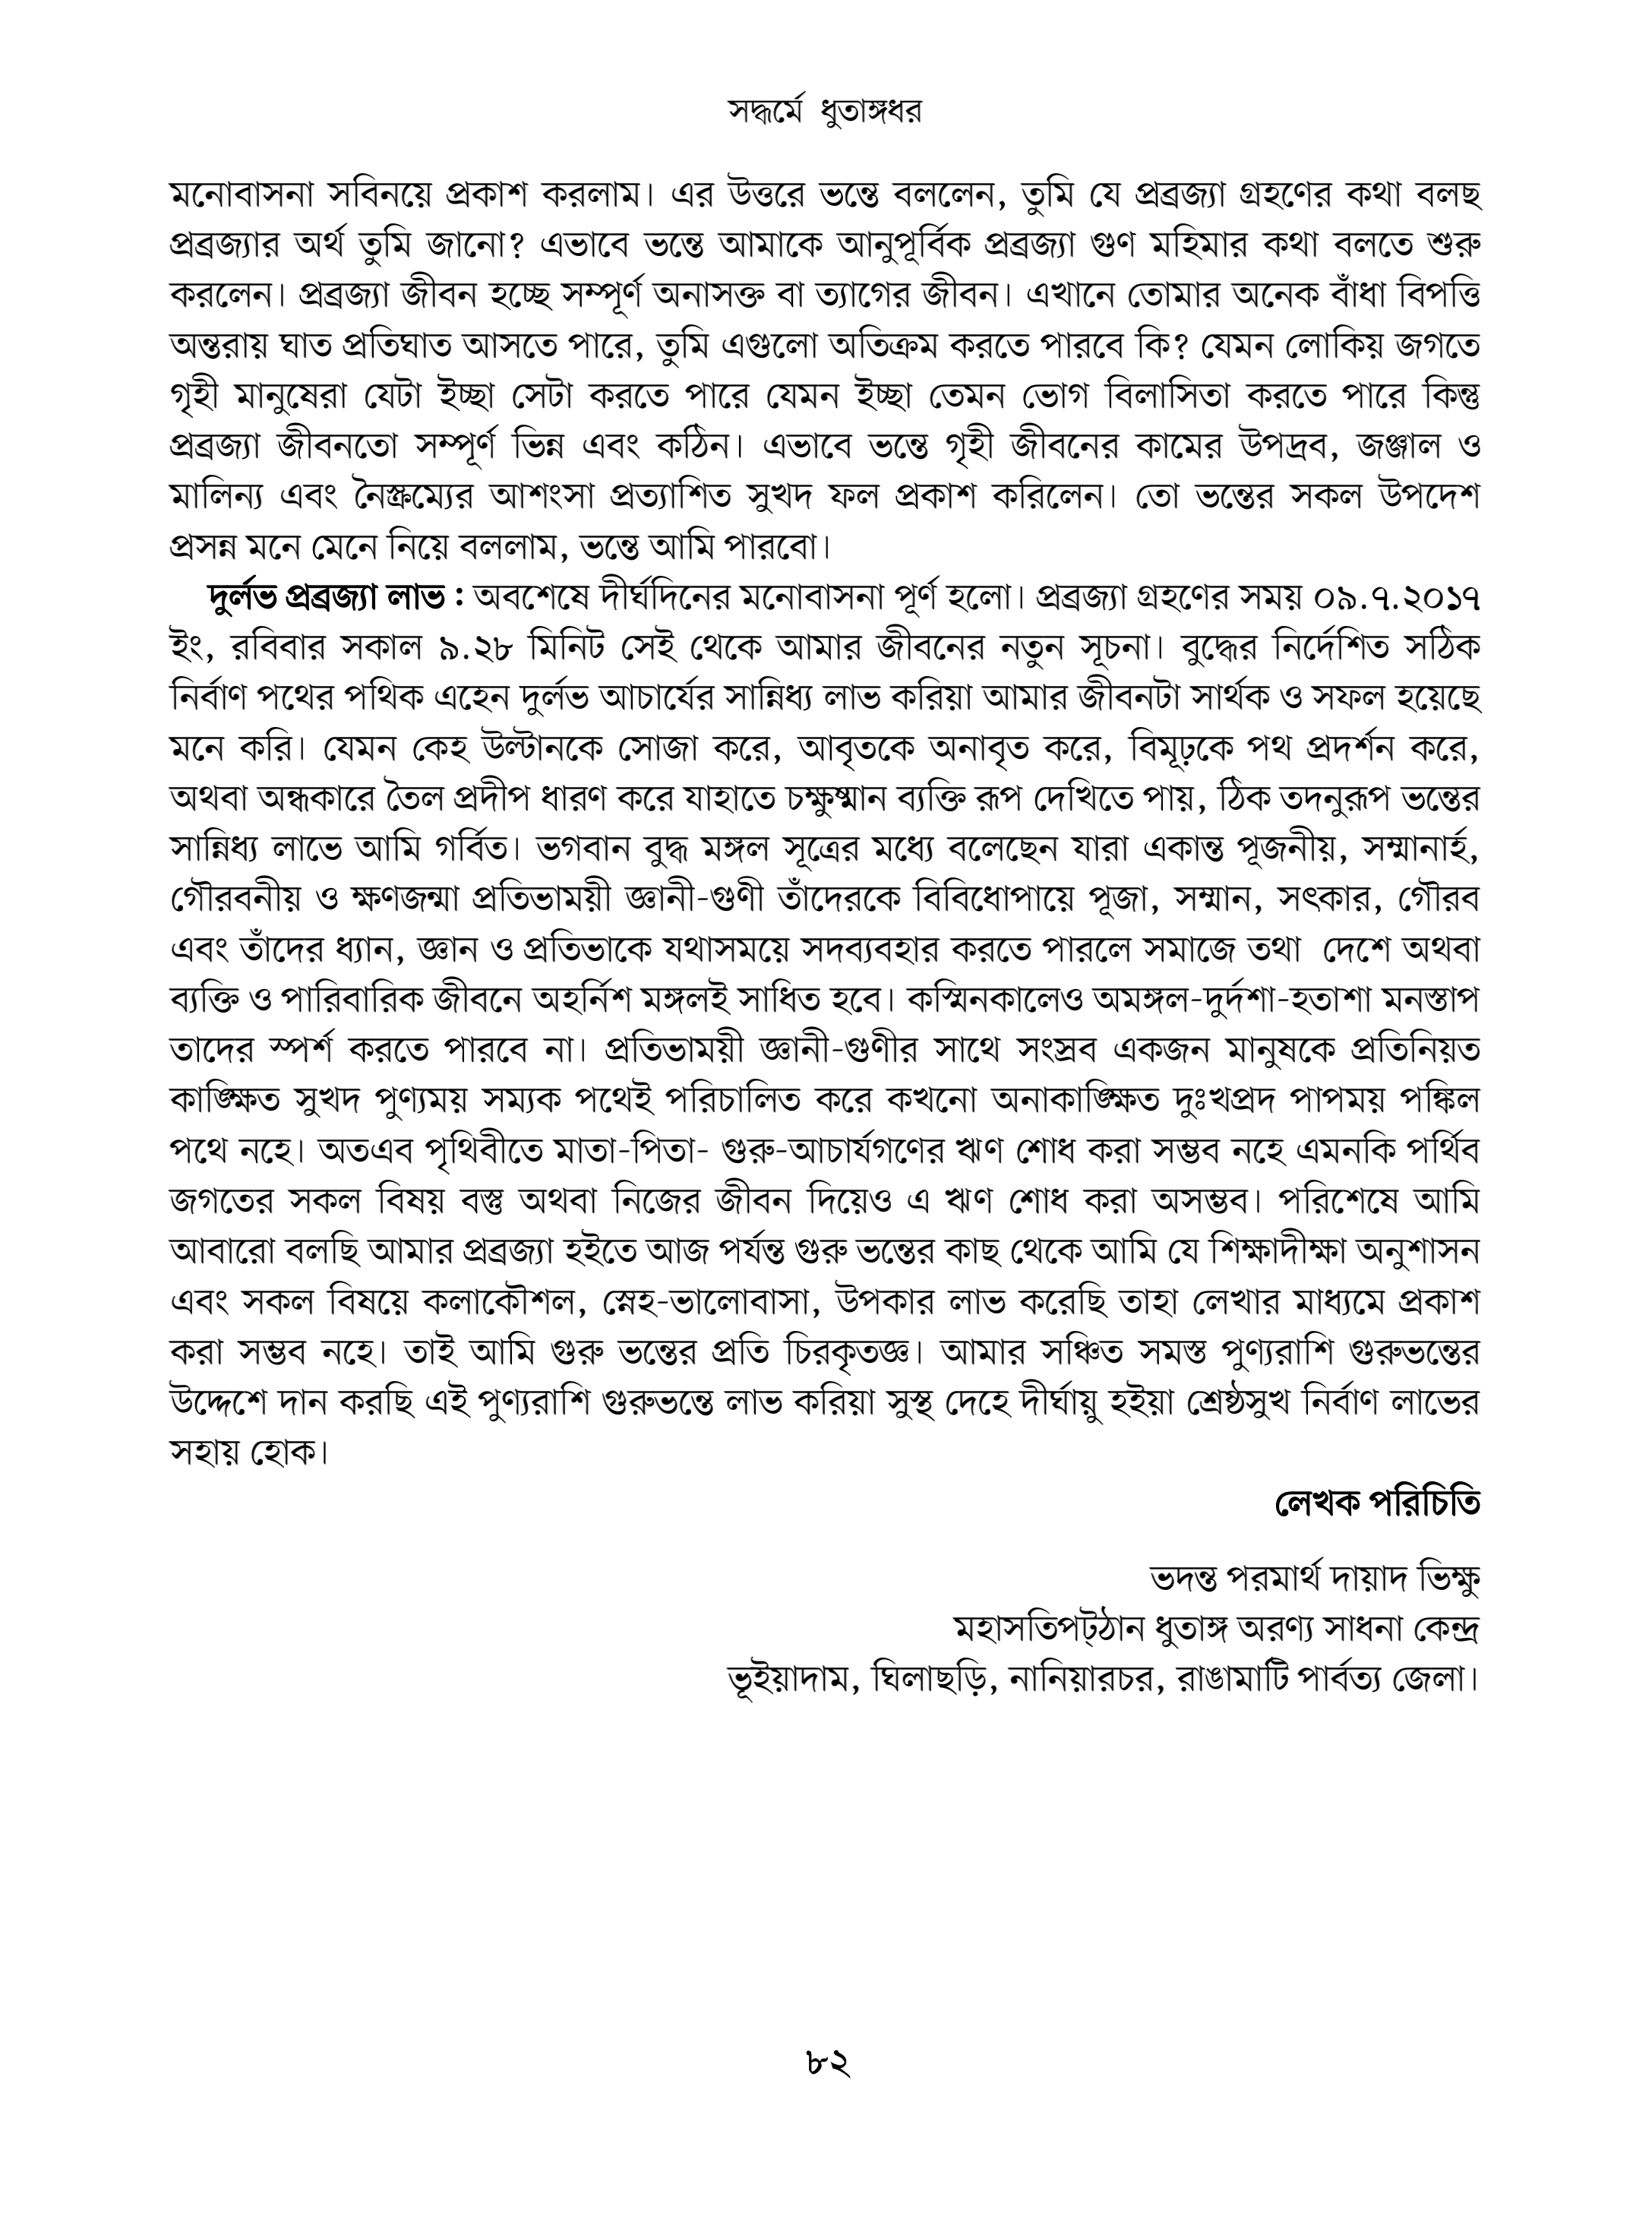 সদ্ধর্মে ধুতাঙ্গধর
মনোবাসনা সবিনয়ে প্রকাশ করলাম। এর উত্তরে ভন্তে বললেন, তুমি যে প্রব্রজ্যা গ্রহণের কথা বলছ
প্রব্রজ্যার অর্থ তুমি জানো? এভাবে ভন্তে আমাকে আনুপূর্বিক প্রব্রজ্যা গুণ মহিমার কথা বলতে শুরু
করলেন। প্রব্রজ্যা জীবন হচ্ছে সম্পূর্ণ অনাসক্ত বা ত্যাগের জীবন। এখানে তোমার অনেক বাঁধা বিপত্তি
অন্তরায় ঘাত প্রতিঘাত আসতে পারে, তুমি এগুলো অতিক্রম করতে পারবে কি? যেমন লোকিয় জগতে
গৃহী মানুষেরা যেটা ইচ্ছা সেটা করতে পারে যেমন ইচ্ছা তেমন ভোগ বিলাসিতা করতে পারে কিন্তু
প্রব্রজ্যা জীবনতো সম্পূর্ণ ভিন্ন এবং কঠিন। এভাবে ভন্তে গৃহী জীবনের কামের উপদ্রব, জঞ্জাল ও
মালিন্য এবং নৈস্ক্রম্যের আশংসা প্রত্যাশিত সুখদ ফল প্রকাশ করিলেন। তো ভন্তের সকল উপদেশ
প্রসন্ন মনে মেনে নিয়ে বললাম, ভন্তে আমি পারবো।
দুর্লভ প্রব্রজ্যা লাভ : অবশেষে দীর্ঘদিনের মনোবাসনা পূর্ণ হলো। প্রব্রজ্যা গ্রহণের সময় ০৯.৭.২০১৭
ইং, রবিবার সকাল ৯.২৮ মিনিট সেই থেকে আমার জীবনের নতুন সূচনা। বুদ্ধের নির্দেশিত সঠিক
নির্বাণ পথের পথিক এহেন দুর্লভ আচার্যের সান্নিধ্য লাভ করিয়া আমার জীবনটা সার্থক ও সফল হয়েছে
মনে করি। যেমন কেহ উল্টানকে সোজা করে, আবৃতকে অনাবৃত করে, বিমূঢ়কে পথ প্রদর্শন করে,
অথবা অন্ধকারে তৈল প্রদীপ ধারণ করে যাহাতে চক্ষুষ্মান ব্যক্তি রূপ দেখিতে পায়, ঠিক তদনুরূপ ভন্তের
সান্নিধ্য লাভে আমি গর্বিত। ভগবান বুদ্ধ মঙ্গল সূত্রের মধ্যে বলেছেন যারা একান্ত পূজনীয়, সম্মানার্হ,
গৌরবনীয় ও ক্ষণজন্মা প্রতিভাময়ী জ্ঞানী-গুণী তাঁদেরকে বিবিধোপায়ে পূজা, সম্মান, সৎকার, গৌরব
এবং তাঁদের ধ্যান, জ্ঞান ও প্রতিভাকে যথাসময়ে সদব্যবহার করতে পারলে সমাজে তথা দেশে অথবা
ব্যক্তি ও পারিবারিক জীবনে অহর্নিশ মঙ্গলই সাধিত হবে। কস্মিনকালেও অমঙ্গল-দুর্দশা-হতাশা মনস্তাপ
তাদের স্পর্শ করতে পারবে না। প্রতিভাময়ী জ্ঞানী-গুণীর সাথে সংস্রব একজন মানুষকে প্রতিনিয়ত
কাঙ্ক্ষিত সুখদ পুণ্যময় সম্যক পথেই পরিচালিত করে কখনো অনাকাঙ্ক্ষিত দুঃখপ্রদ পাপময় পঙ্কিল
পথে নহে। অতএব পৃথিবীতে মাতা-পিতা- গুরু-আচার্যগণের ঋণ শোধ করা সম্ভব নহে এমনকি পর্থিব
জগতের সকল বিষয় বস্তু অথবা নিজের জীবন দিয়েও এ ঋণ শোধ করা অসম্ভব। পরিশেষে আমি
আবারো বলছি আমার প্রব্রজ্যা হইতে আজ পর্যন্ত গুরু ভন্তের কাছ থেকে আমি যে শিক্ষাদীক্ষা অনুশাসন
এবং সকল বিষয়ে কলাকৌশল, স্নেহ-ভালোবাসা, উপকার লাভ করেছি তাহা লেখার মাধ্যমে প্রকাশ
করা সম্ভব নহে। তাই আমি গুরু ভন্তের প্রতি চিরকৃতজ্ঞ। আমার সঞ্চিত সমস্ত পুণ্যরাশি গুরুভন্তের
উদ্দেশে দান করছি এই পুণ্যরাশি গুরুভন্তে লাভ করিয়া সুস্থ দেহে দীর্ঘায়ু হইয়া শ্রেষ্ঠসুখ নির্বাণ লাভের
সহায় হোক।
লেখক পরিচিতি
ভদন্ত পরমার্থ দায়াদ ভিক্ষু
মহাসতিপট্‌ঠান ধুতাঙ্গ অরণ্য সাধনা কেন্দ্র
ভূইয়াদাম, ঘিলাছড়ি, নানিয়ারচর, রাঙামাটি পার্বত্য জেলা।
৮২